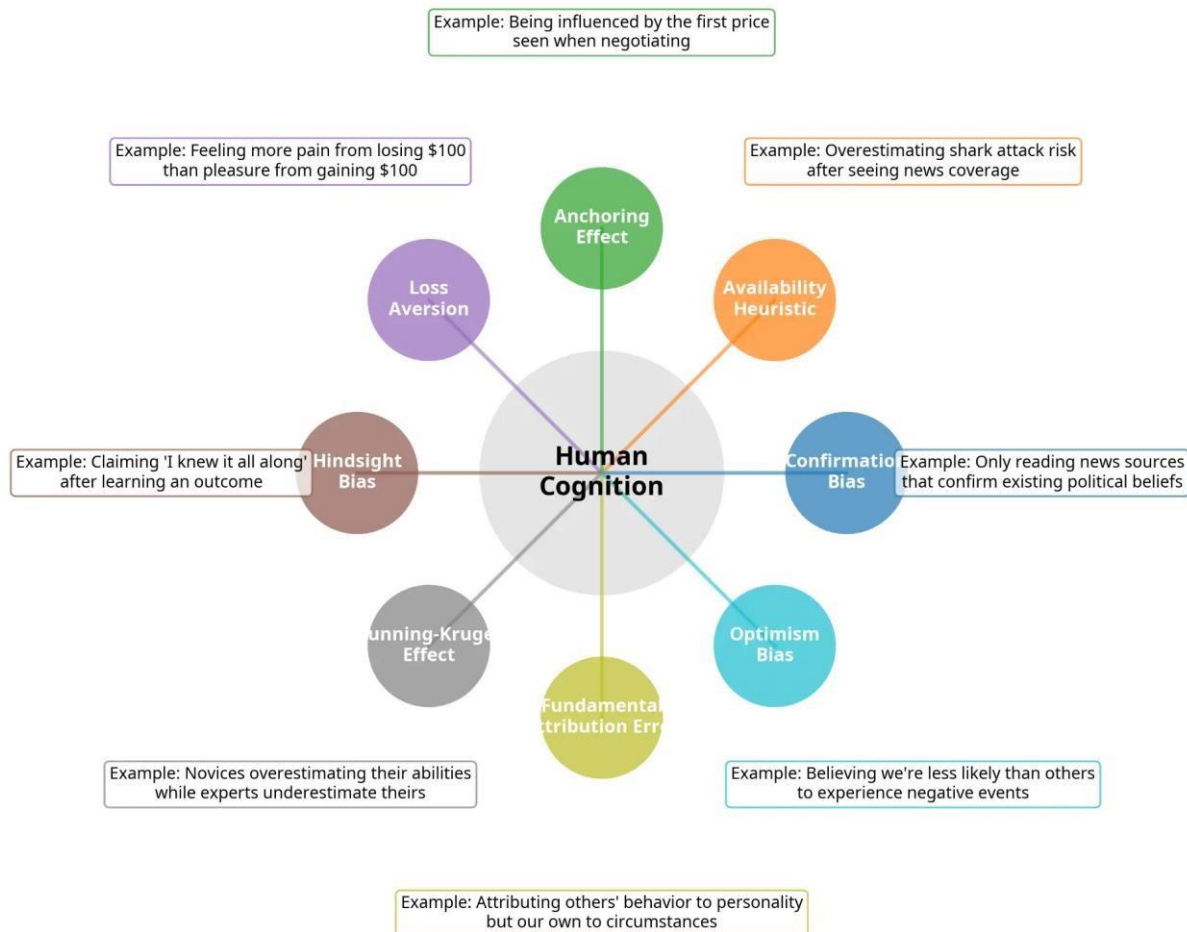 Example: Being influenced by the first price
seen when negotiating
Example: Feeling more pain from losing $100
than pleasure from gaining $100
Example: Overestimating shark attack risk
after seeing news coverage
Anchoring
Effect
Loss
Aversion
Availability
Heuristic
Example: Claiming 'I knew it all along'
after learning an outcome
Hindsight
Bias
Human
Cognition
Confirmatio
Bias
Example: Only reading news sources
that confirm existing political beliefs
unning-Kruge
Effect
Optimism
Bias
Fundamental
ttribution Erro
Example: Novices overestimating their abilities
while experts underestimate theirs
Example: Believing we're less likely than others
to experience negative events
Example: Attributing others' behavior to personality
but our own to circumstances